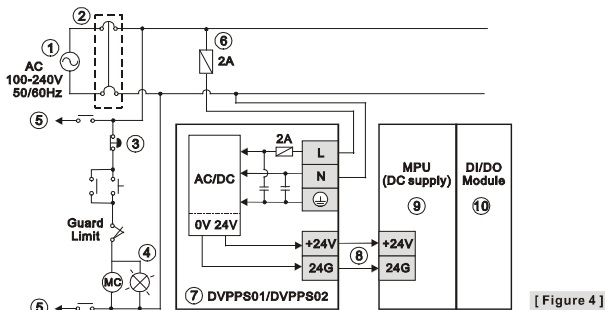 ②
①
AC
100-240V
50/60Hz
⑥
2A
⑤
③
Guard
Limit
④
MC
⑤
2A
L
N
AC/DC
0V 24V
+24V
24G
⑦ DVPPS01/DVPPS02
⑧
MPU
(DC supply)
⑨
+24V
24G
DI/DO
Module
⑩
[ Figure 4 ]